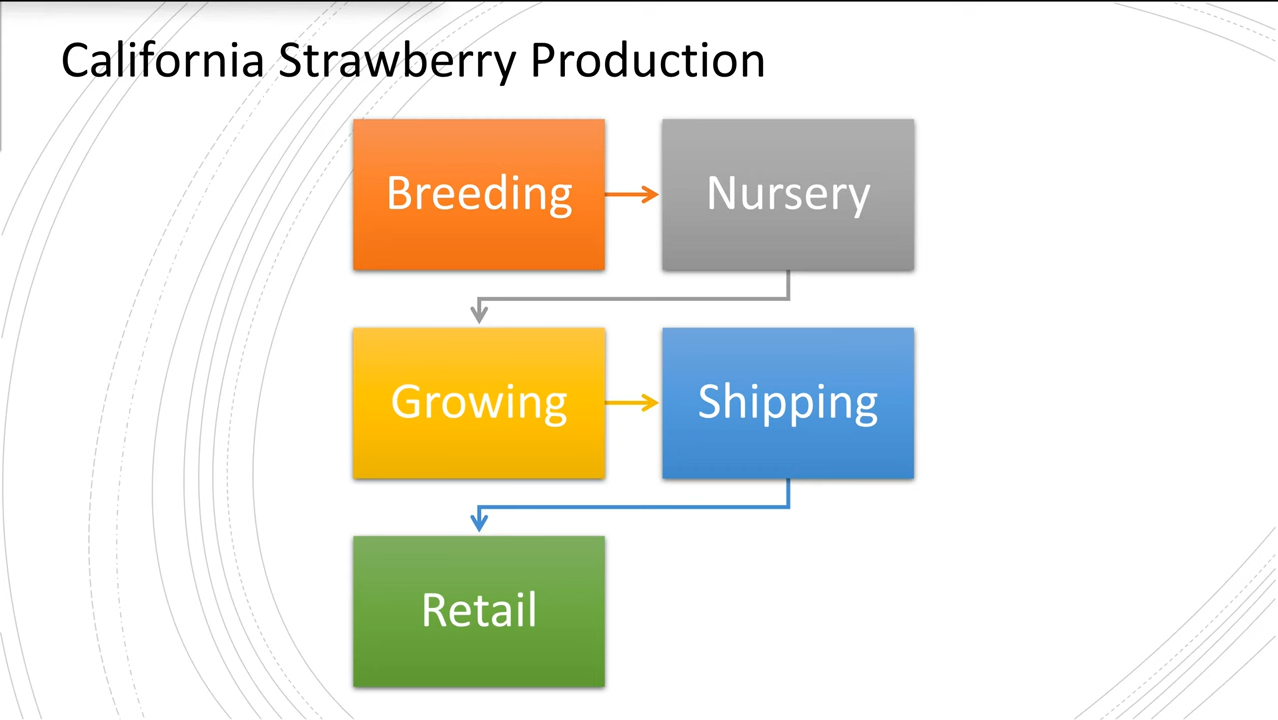 California Strawberry Production
Breeding
Nursery
Growing
Shipping
Retail